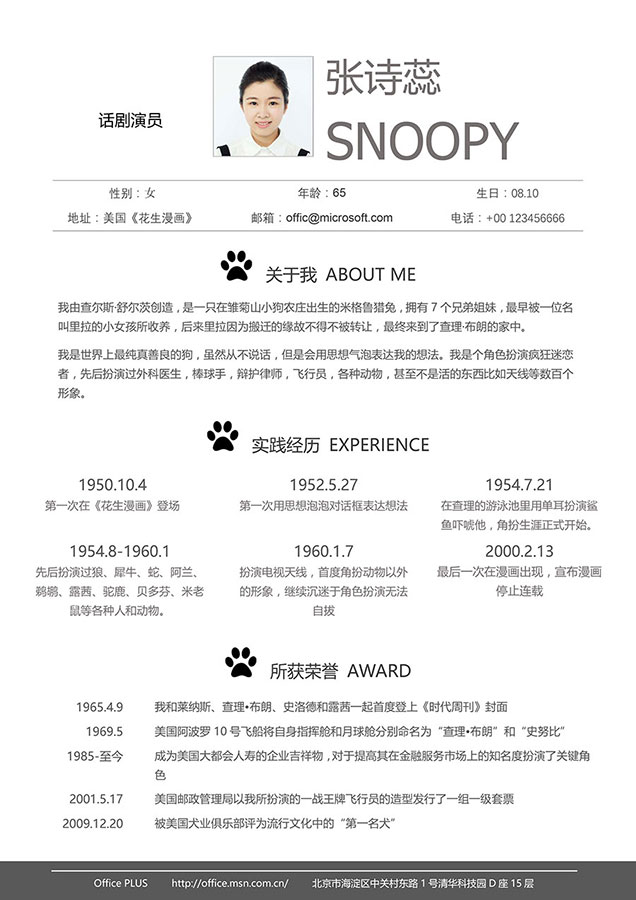 话剧演员
张诗蕊
SNOOPY
性别：女
年龄：65
生日：08.10
地址：美国《花生漫画》
邮箱：offic@microsoft.com
电话：+00 123456666
关于我 ABOUT ME
我由查尔斯·舒尔茨创造，是一只在雏菊山小狗农庄出生的米格鲁猎兔，拥有 7 个兄弟姐妹，最早被一位名
叫里拉的小女孩所收养，后来里拉因为搬迁的缘故不得不被转让，最终来到了查理·布朗的家中。
我是世界上最纯真善良的狗，虽然从不说话，但是会用思想气泡表达我的想法。我是个角色扮演疯狂迷恋
者，先后扮演过外科医生，棒球手，辩护律师，飞行员，各种动物，甚至不是活的东西比如天线等数百个
形象。
实践经历 EXPERIENCE
1950.10.4
第一次在《花生漫画》登场
1952.5.27
第一次用思想泡泡对话框表达想法
1954.7.21
在查理的游泳池里用单耳扮演鲨
鱼吓唬他，角扮生涯正式开始。
1954.8-1960.1
先后扮演过狼、犀牛、蛇、阿兰、
鹈鹕、露茜、驼鹿、贝多芬、米老
鼠等各种人和动物。
1960.1.7
扮演电视天线，首度角扮动物以外
的形象，继续沉迷于角色扮演无法
自拔
2000.2.13
最后一次在漫画出现，宣布漫画
停止连载
所获荣誉 AWARD
1965.4.9 我和莱纳斯、查理•布朗、史洛德和露茜一起首度登上《时代周刊》封面
1969.5 美国阿波罗 10 号飞船将自身指挥舱和月球舱分别命名为“查理•布朗”和“史努比”
1985-至今 成为美国大都会人寿的企业吉祥物，对于提高其在金融服务市场上的知名度扮演了关键角
色
2001.5.17 美国邮政管理局以我所扮演的一战王牌飞行员的造型发行了一组一级套票
2009.12.20 被美国犬业俱乐部评为流行文化中的“第一名犬”
Office PLUS http://office.msn.com.cn/ 北京市海淀区中关村东路 1 号清华科技园 D 座 15 层